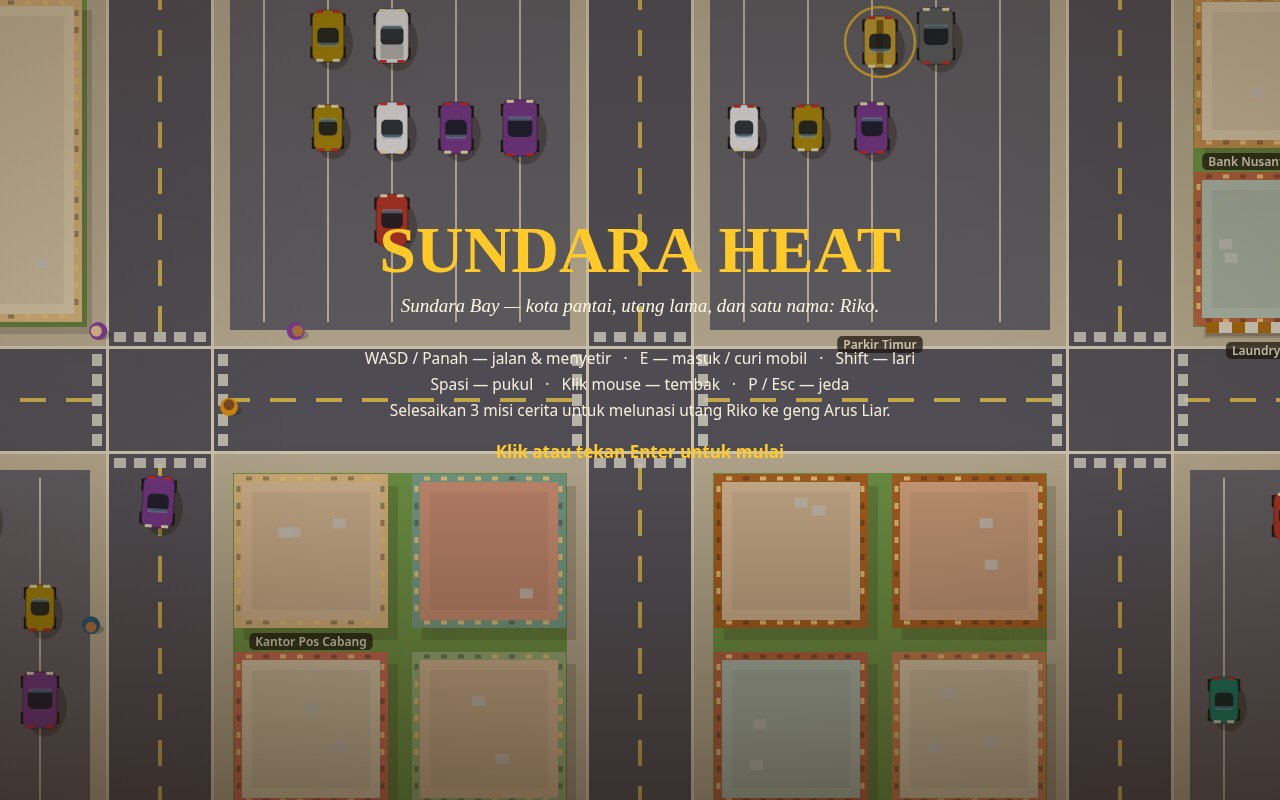 Bank Nusan
SUNDARA HEAT
Sundara Bay — kota pantai, utang lama, dan satu nama: Riko.
Parkir Timur
Laundry
WASD / Panah — jalan & menyetir · E — masuk / curi mobil · Shift — lari
Spasi — pukul · Klik mouse — tembak · P / Esc — jeda
Selesaikan 3 misi cerita untuk melunasi utang Riko ke geng Arus Liar.
Klik atau tekan Enter untuk mulai
Kantor Pos Cabang